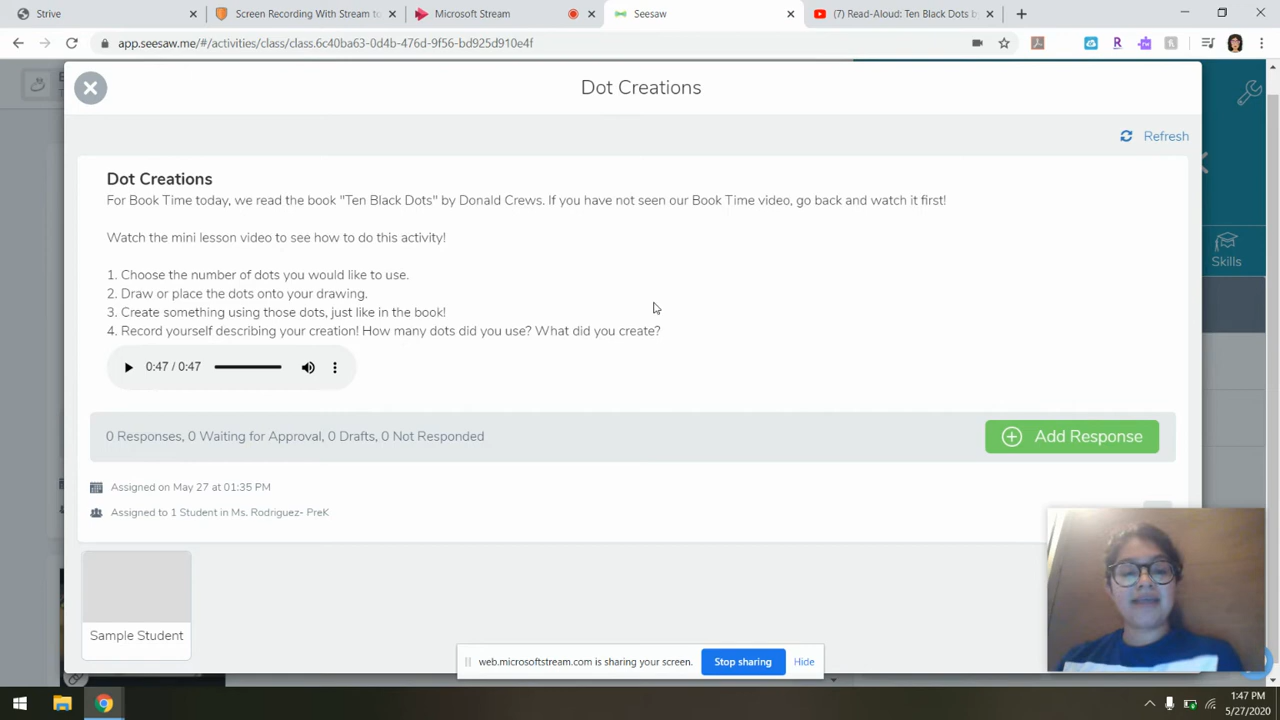 Strive
Screen Recording With Stream to
Microsoft Stream
Seesaw
(7) Read-Aloud: Ten Black Dots b
app.seesaw.me/#/activities/class/class.6c40ba63-0d4b-476d-9f56-bd925d910e4f
Dot Creations
Refresh
Dot Creations
For Book Time today, we read the book "Ten Black Dots" by Donald Crews. If you have not seen our Book Time video, go back and watch it first!
Watch the mini lesson video to see how to do this activity!
1. Choose the number of dots you would like to use.
2. Draw or place the dots onto your drawing.
3. Create something using those dots, just like in the book!
4. Record yourself describing your creation! How many dots did you use? What did you create?
Skills
0:47 / 0:47
0 Responses, 0 Waiting for Approval, 0 Drafts, 0 Not Responded
Add Response
Assigned on May 27 at 01:35 PM
Assigned to 1 Student in Ms. Rodriguez- PreK
Sample Student
web.microsoftstream.com is sharing your screen.
Stop sharing
Hide
1:47 PM
5/27/2020